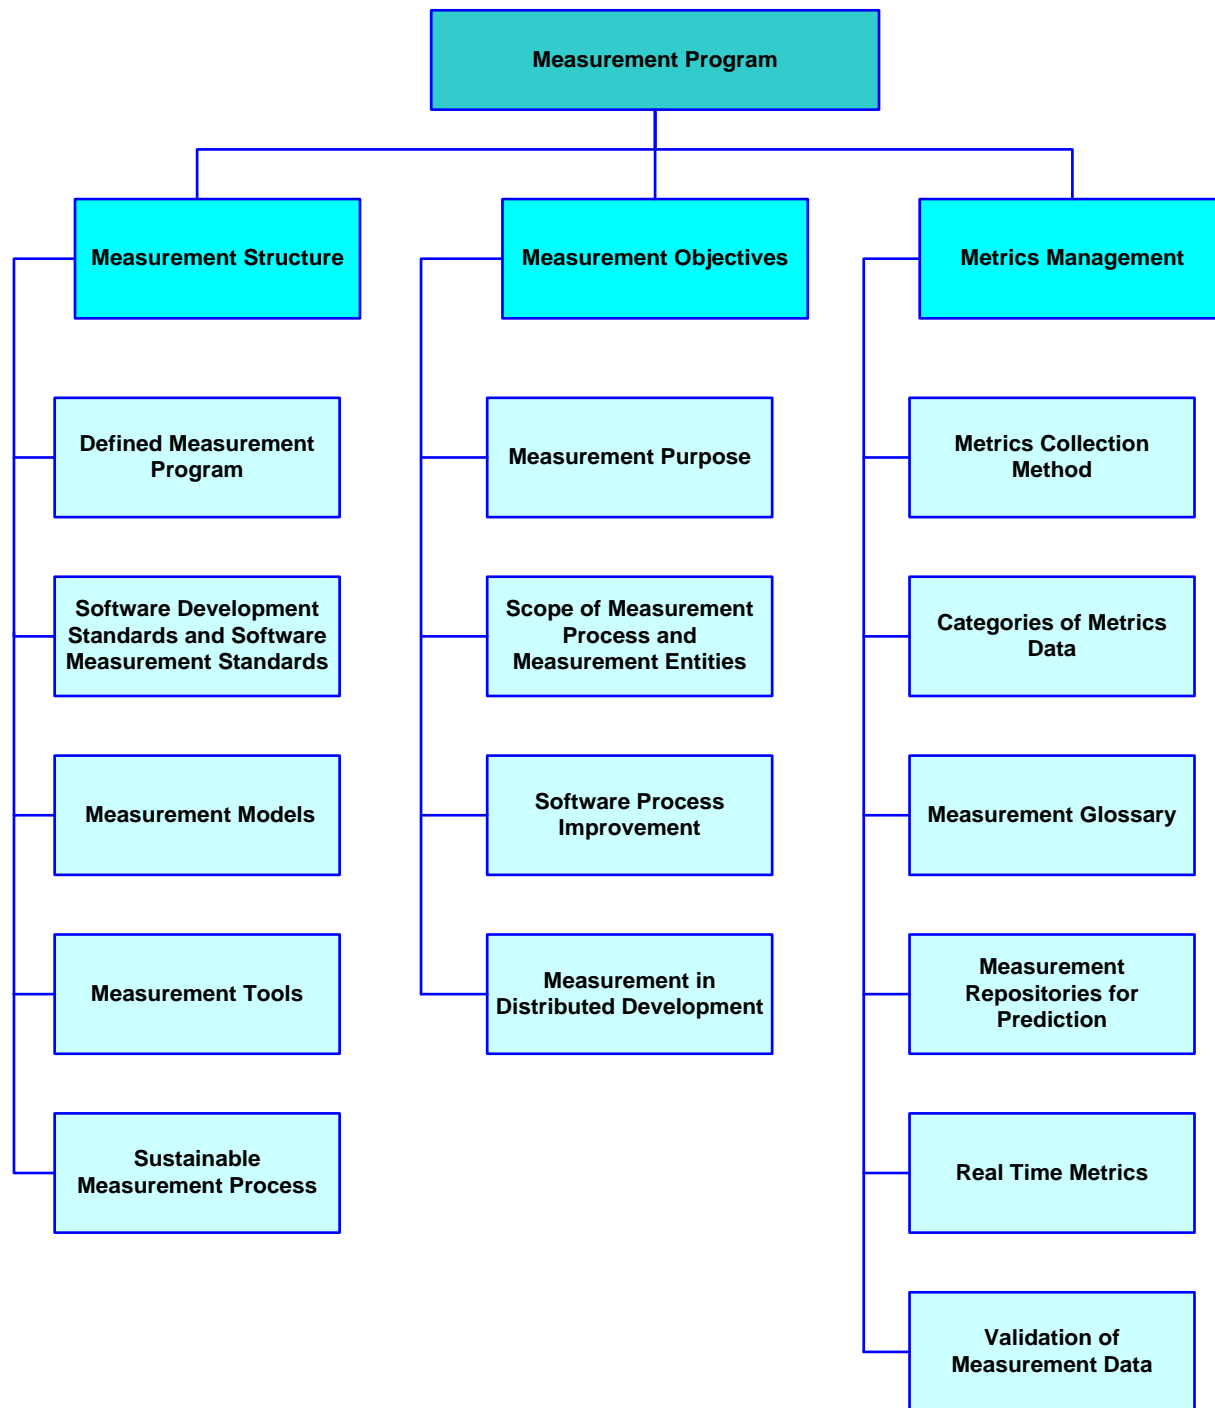 Measurement Program
Measurement Structure
Measurement Objectives
Metrics Management
Defined Measurement
Program
Measurement Purpose
Metrics Collection
Method
Software Development
Standards and Software
Measurement Standards
Scope of Measurement
Process and
Measurement Entities
Categories of Metrics
Data
Measurement Models
Software Process
Improvement
Measurement Glossary
Measurement Tools
Measurement in
Distributed Development
Measurement
Repositories for
Prediction
Sustainable
Measurement Process
Real Time Metrics
Validation of
Measurement Data